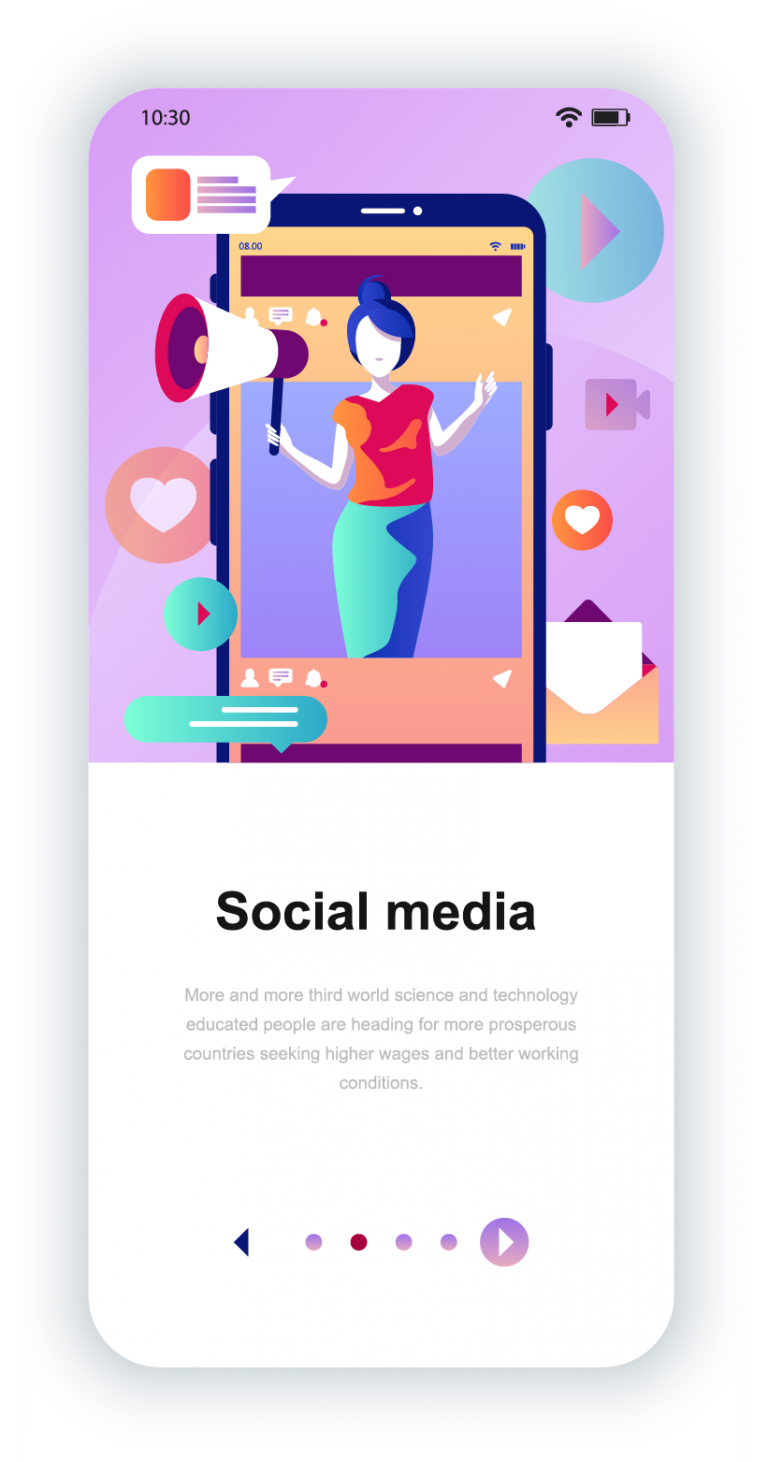 10:30
08.00
Social media
More and more third world science and technology
educated people are heading for more prosperous
countries seeking higher wages and better working
conditions.